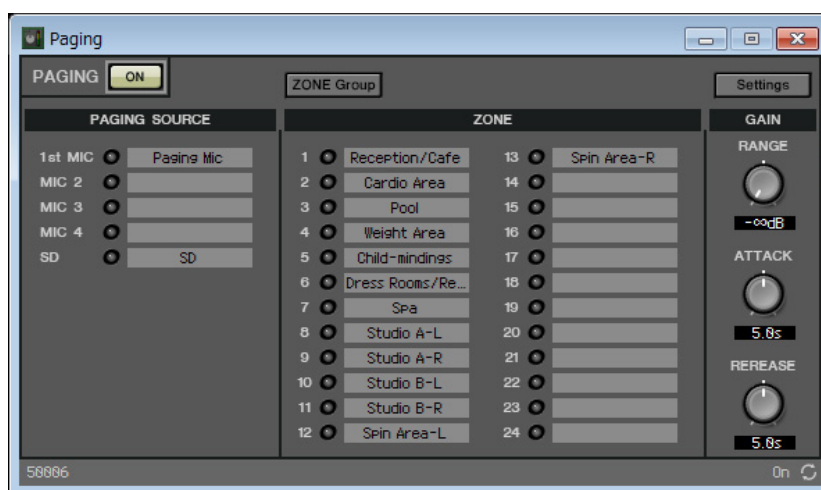 Paging
PAGING ON ZONE Group Settings
PAGING SOURCE ZONE GAIN
1st MIC Paging Mic
MIC 2
MIC 3
MIC 4
SD SD
1 Reception/Cafe
2 Cardio Area
3 Pool
4 Weight Area
5 Child-mindings
6 Dress Rooms/Re...
7 Spa
8 Studio A-L
9 Studio A-R
10 Studio B-L
11 Studio B-R
12 Spin Area-L
13 Spin Area-R
14
15
16
17
18
19
20
21
22
23
24
RANGE
-∞dB
ATTACK
5.0s
REREASE
5.0s
50006 On